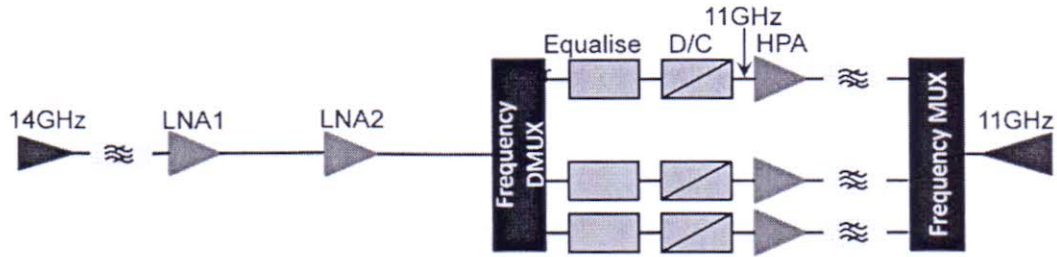 11GHz
Equalise D/C HPA
14GHz LNA1 LNA2 11GHz
Frequency
DMUX
Frequency MUX